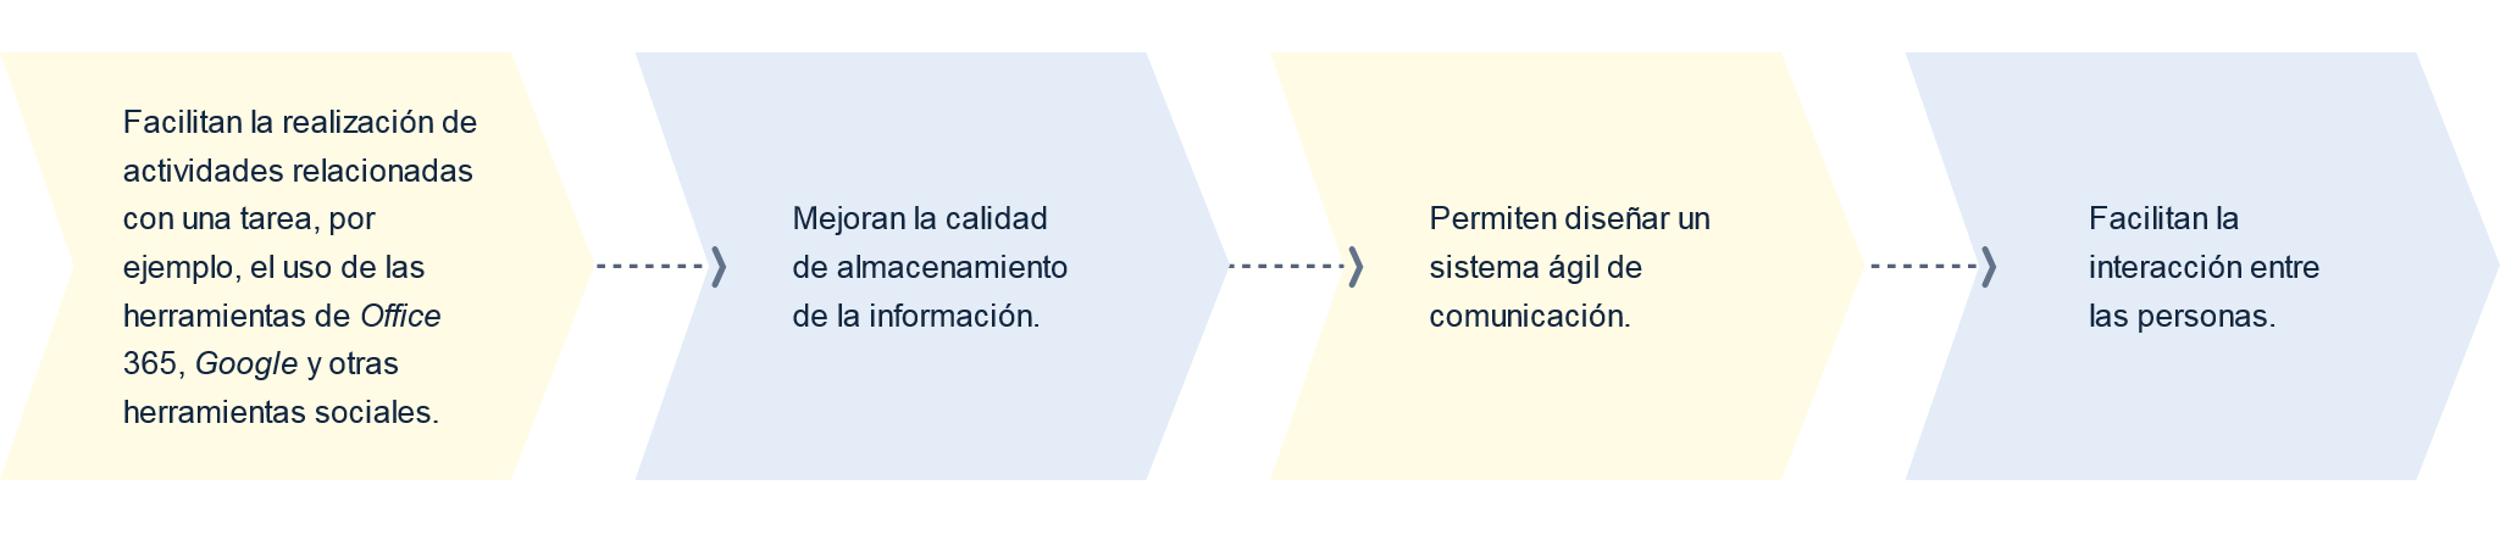 Facilitan la realización de
actividades relacionadas
con una tarea, por
ejemplo, el uso de las
herramientas de Office
365, Google y otras
herramientas sociales.
Mejoran la calidad
de almacenamiento
de la información.
Permiten diseñar un
sistema ágil de
comunicación.
Facilitan la
interacción entre
las personas.